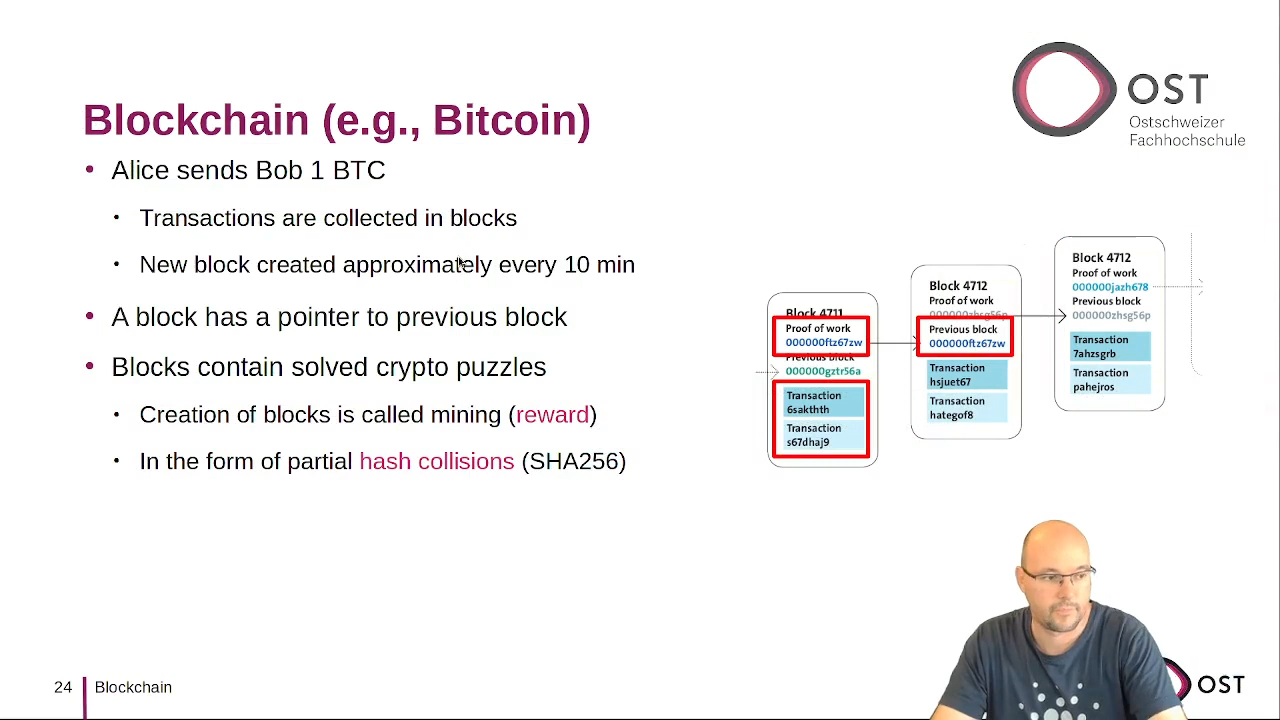 OST
Ostschweizer
Fachhochschule
Blockchain (e.g., Bitcoin)
• Alice sends Bob 1 BTC
• Transactions are collected in blocks
• New block created approximately every 10 min
• A block has a pointer to previous block
• Blocks contain solved crypto puzzles
• Creation of blocks is called mining (reward)
• In the form of partial hash collisions (SHA256)
Block 4711
Proof of work
000000ftz67zw
Previous block
000000gztr56a
Transaction
6sakthth
Transaction
s67dhaj9
Block 4712
Proof of work
000000zhsg56p
Previous block
000000ftz67zw
Transaction
hsjuet67
Transaction
hategof8
Block 4712
Proof of work
000000jazh678
Previous block
000000zhsg56p
Transaction
7ahzsgrb
Transaction
pahejros
24
Blockchain
OST